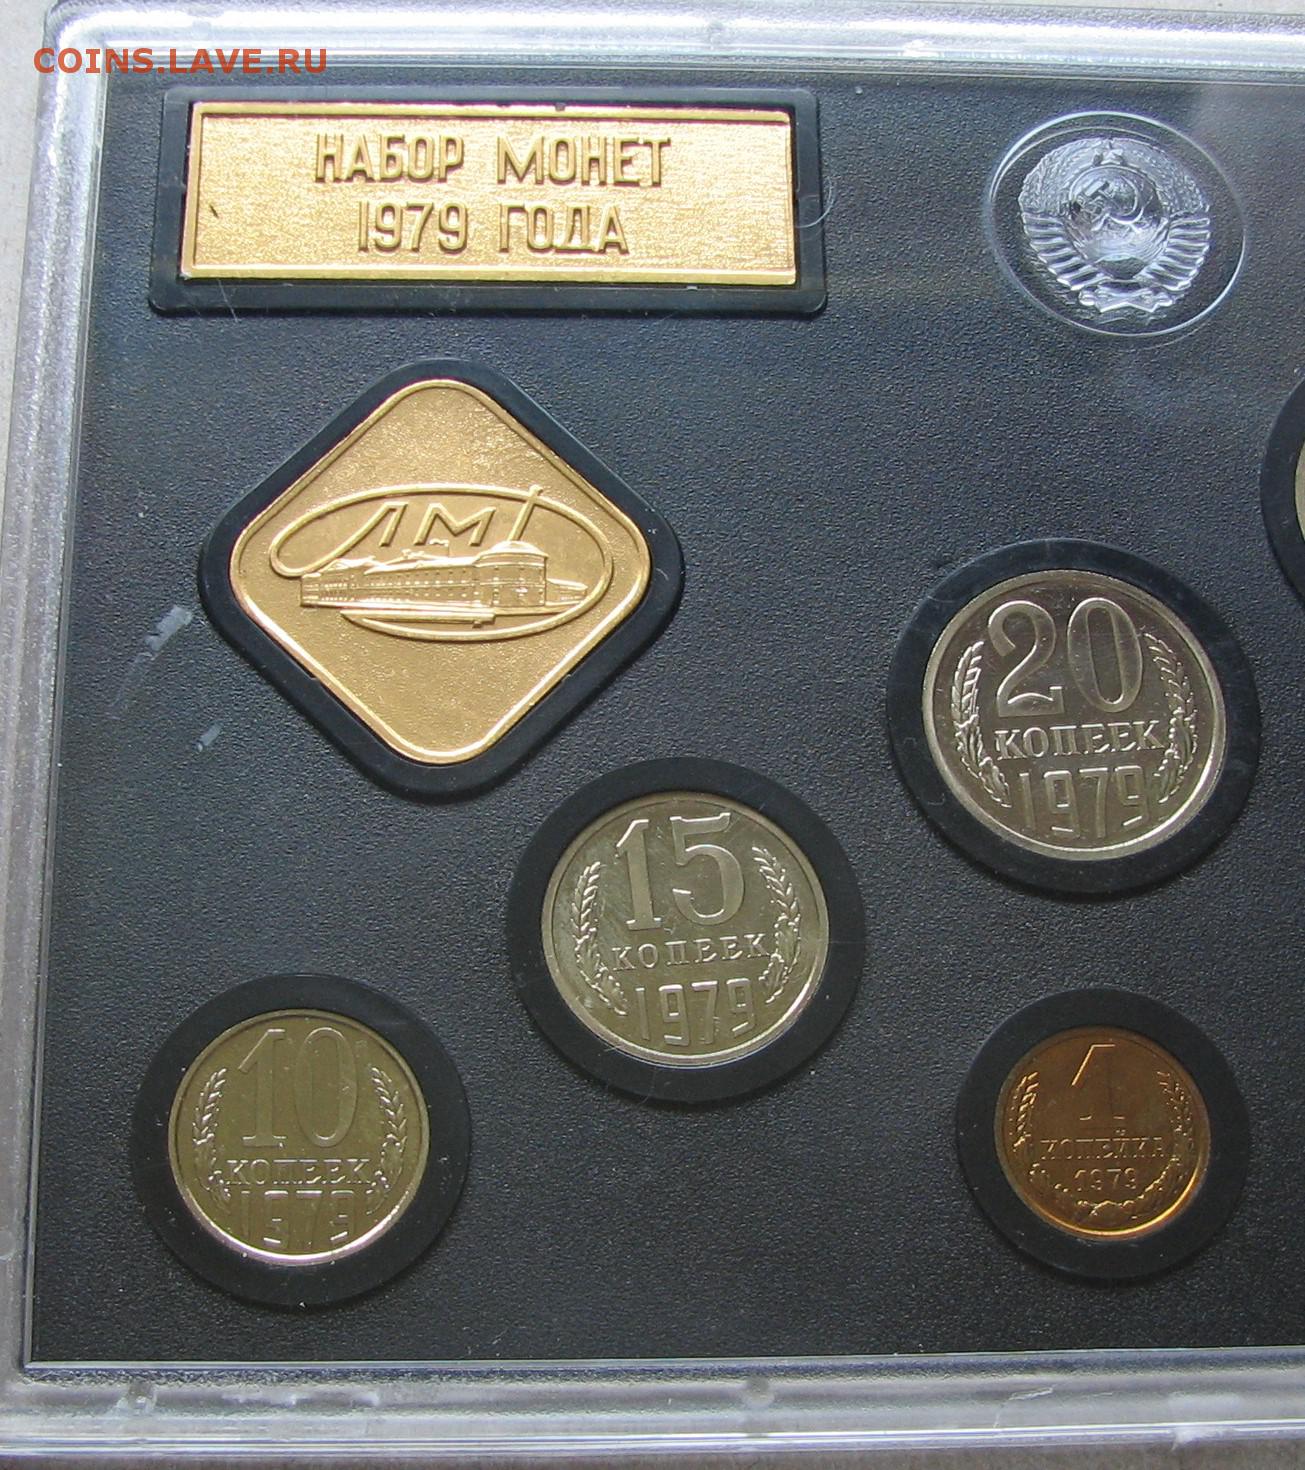 COINS.LAVE.RU
НАБОР МОНЕТ
1979 ГОДА
ЛМД
20
КОПЕЕК
1979
15
КОПЕЕК
1979
10
КОПЕЕК
1979
1
КОПЕЙКА
1979